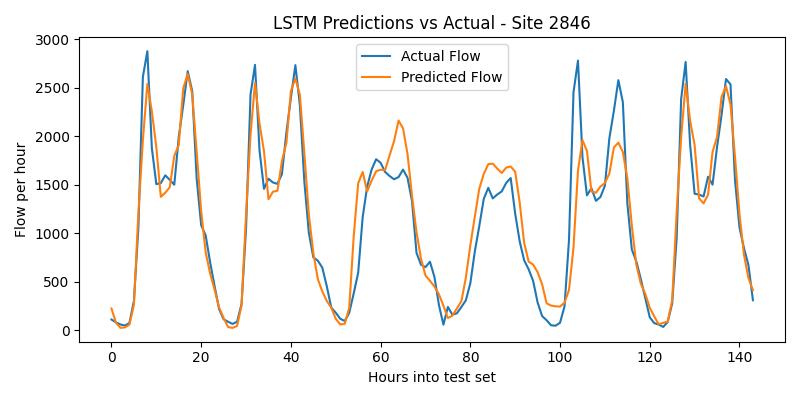 LSTM Predictions vs Actual - Site 2846
Actual Flow
Predicted Flow
Flow per hour
3000
2500
2000
1500
1000
500
0
0 20 40 60 80 100 120 140
Hours into test set